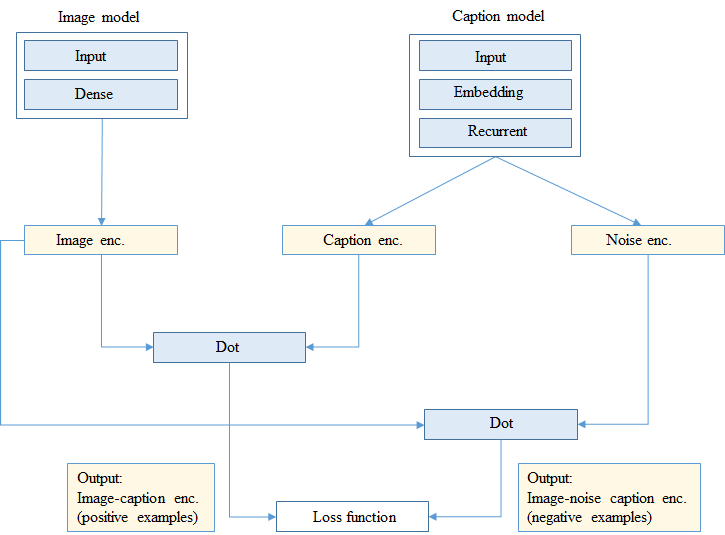 Image model
Caption model
Input
Dense
Input
Embedding
Recurrent
Image enc.
Caption enc.
Noise enc.
Dot
Dot
Output:
Image-caption enc.
(positive examples)
Loss function
Output:
Image-noise caption enc.
(negative examples)